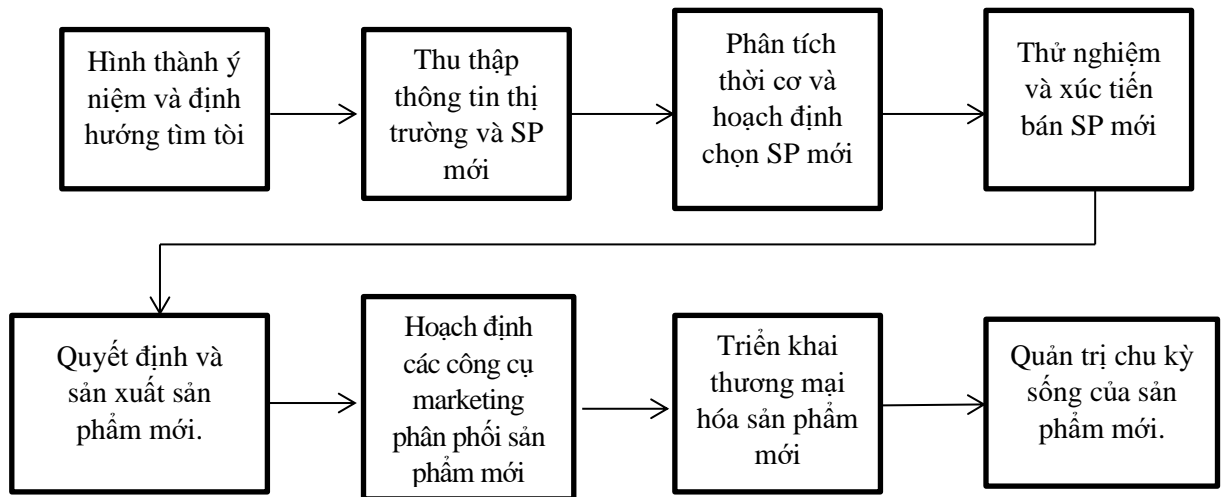 Hình thành ý
niệm và định
hướng tìm tòi
Thu thập
thông tin thị
trường và SP
mới
Phân tích
thời cơ và
hoạch định
chọn SP mới
Thử nghiệm
và xúc tiến
bán SP mới
Quyết định và
sản xuất sản
phẩm mới.
Hoạch định
các công cụ
marketing
phân phối sản
phẩm mới
Triển khai
thương mại
hóa sản phẩm
mới
Quản trị chu kỳ
sống của sản
phẩm mới.